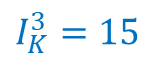 I_K^3 = 15